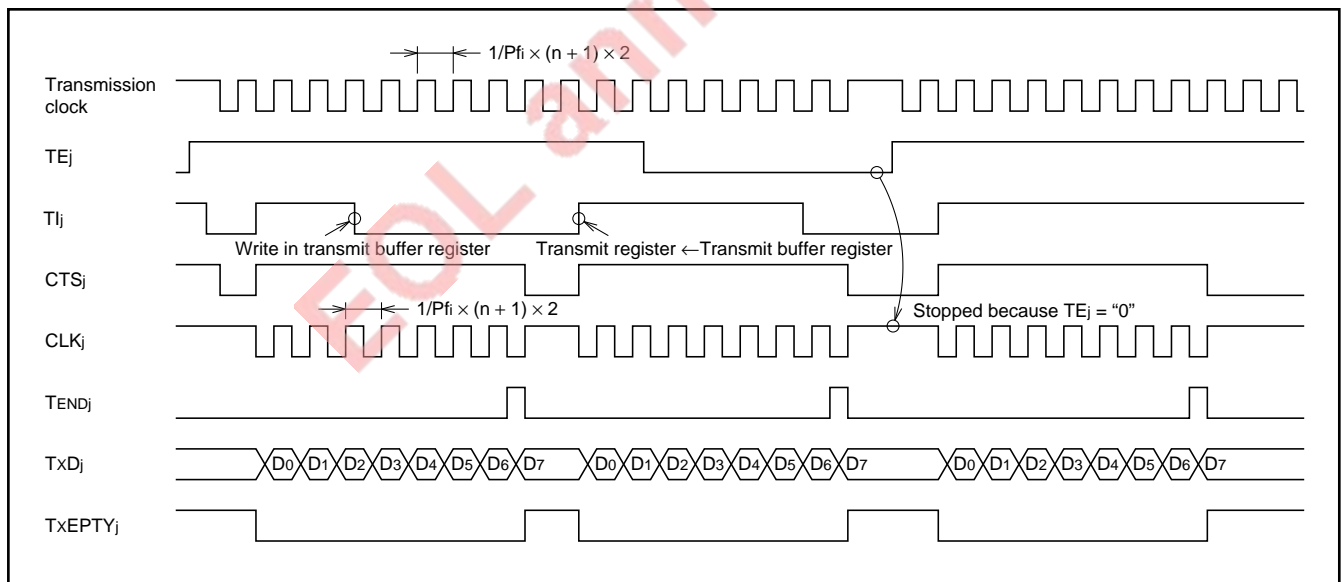 1/Pfi × (n + 1) × 2
Transmission
clock
TEj
TIj
Write in transmit buffer register
Transmit register ←Transmit buffer register
CTSj
1/Pfi × (n + 1) × 2
Stopped because TEj = “0”
CLKj
TENDj
TXDj
D0 D1 D2 D3 D4 D5 D6 D7 D0 D1 D2 D3 D4 D5 D6 D7 D0 D1 D2 D3 D4 D5 D6 D7
TXEPTYj
EOL ann